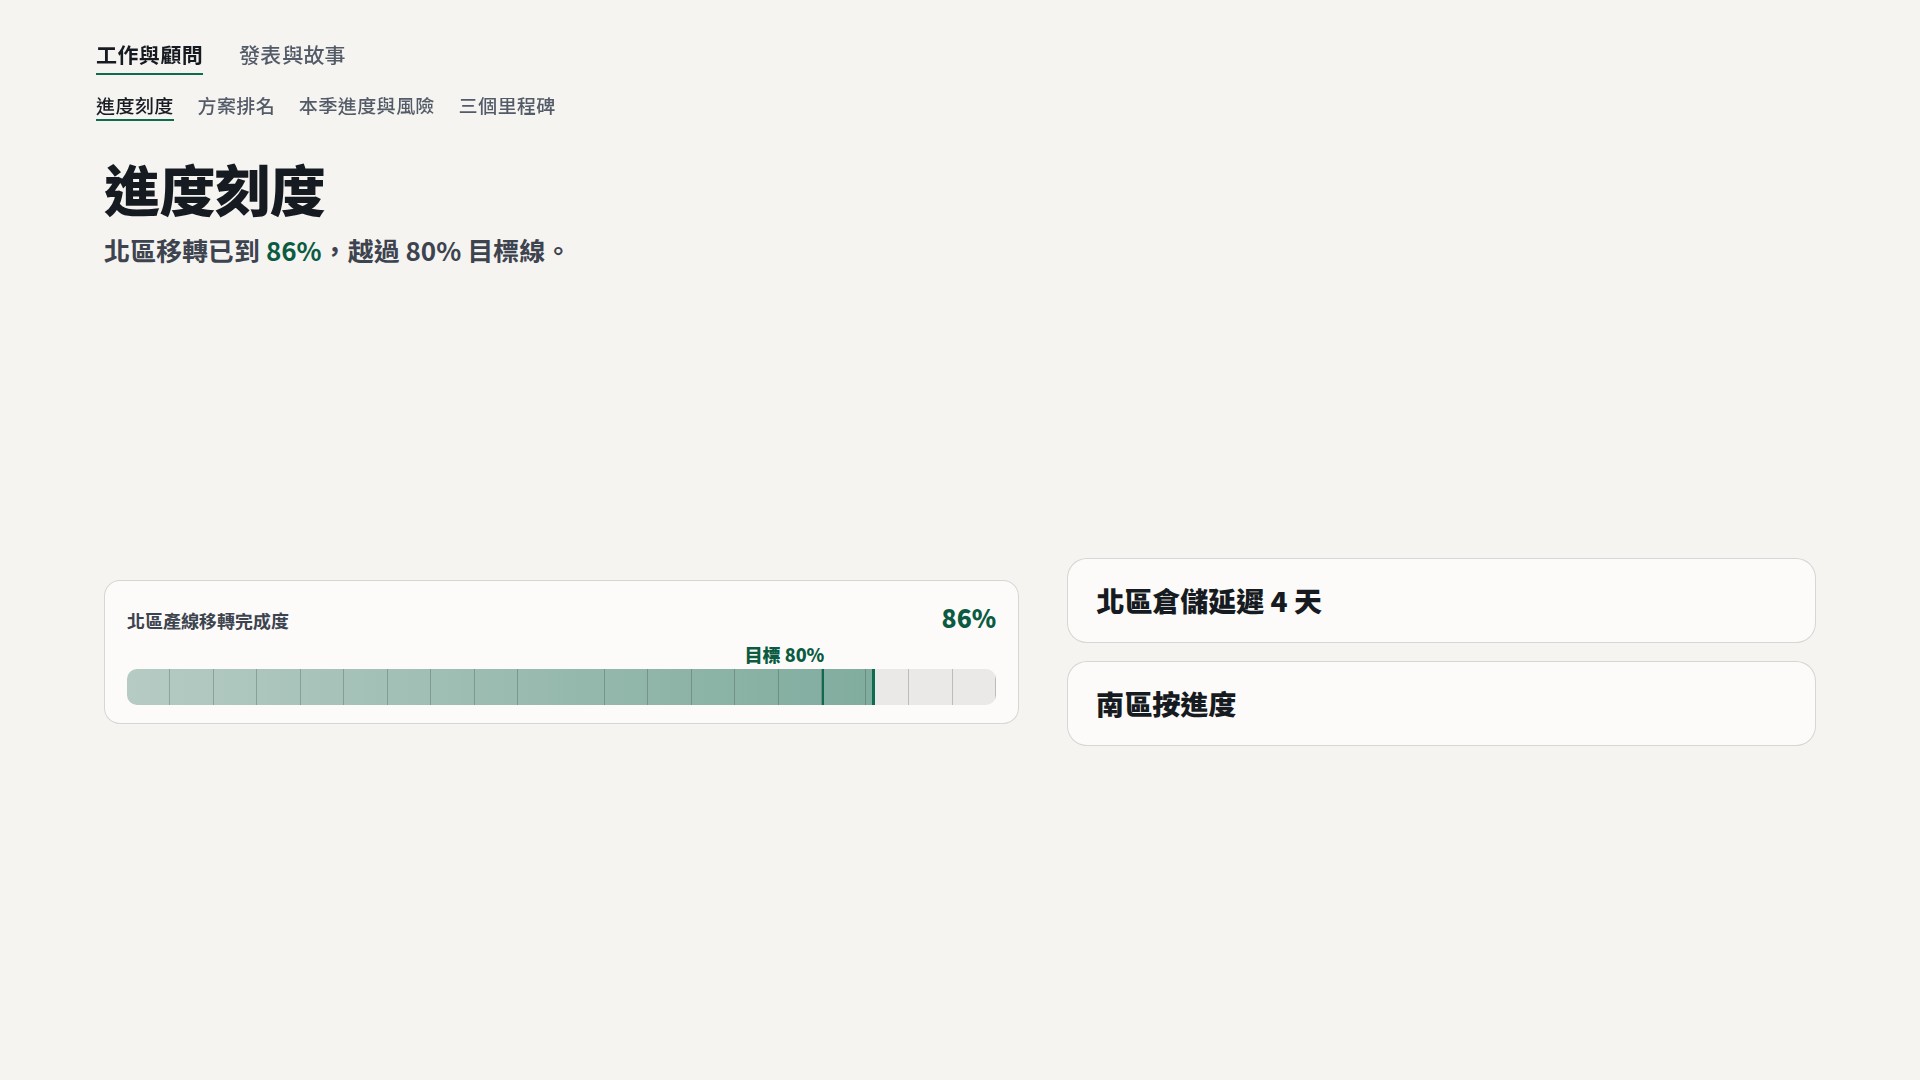 工作與顧問 發表與故事
進度刻度 方案排名 本季進度與風險 三個里程碑
進度刻度
北區移轉已到 86%，越過 80% 目標線。
北區產線移轉完成度 86%
目標 80%
北區倉儲延遲 4 天
南區按進度